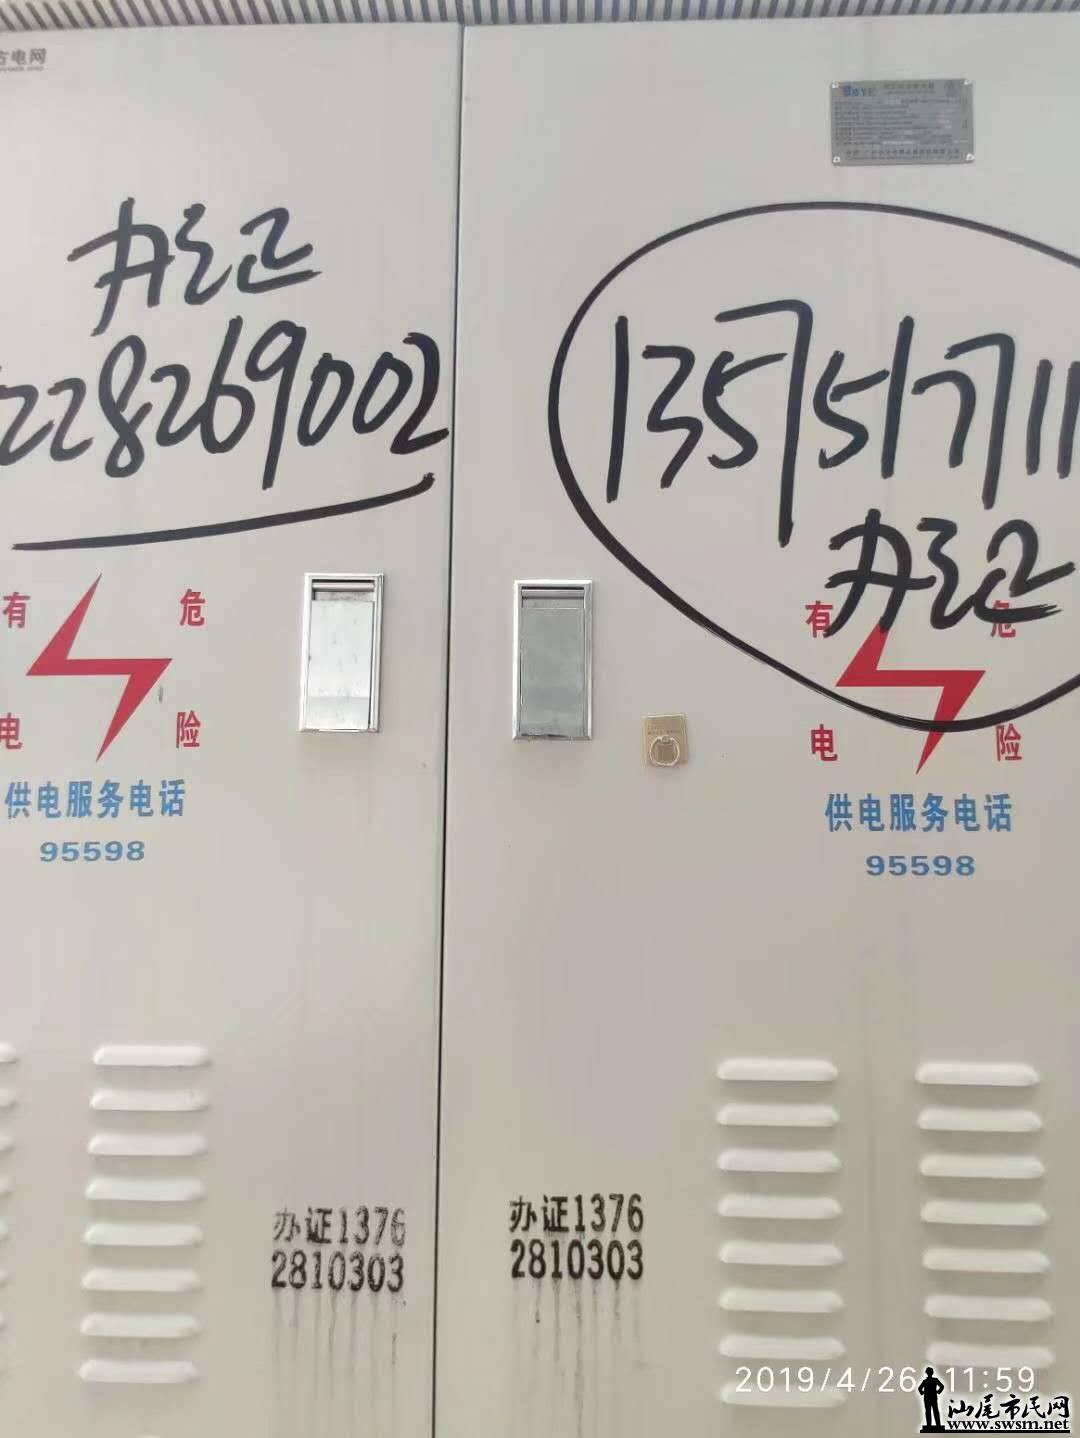 方电网
办证
228269002
135751711
办证
有 危
电 险
供电服务电话
95598
有 危
电 险
供电服务电话
95598
办证1376
2810303
办证1376
2810303
2019/4/26 11:59
汕尾市民网
www.swsm.net